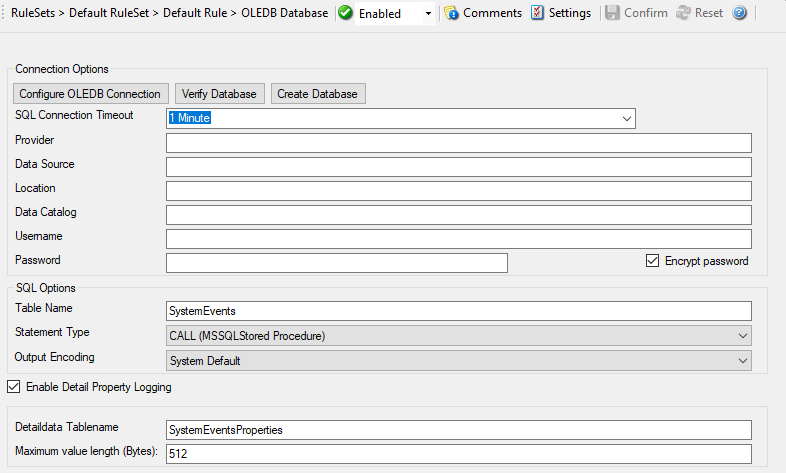 RuleSets > Default RuleSet > Default Rule > OLEDB Database Enabled Comments Settings Confirm Reset ?
Connection Options
Configure OLEDB Connection Verify Database Create Database
SQL Connection Timeout 1 Minute
Provider
Data Source
Location
Data Catalog
Username
Password Encrypt password
SQL Options
Table Name SystemEvents
Statement Type CALL (MSSQLStored Procedure)
Output Encoding System Default
Enable Detail Property Logging
Detaildata Tablename SystemEventsProperties
Maximum value length (Bytes): 512